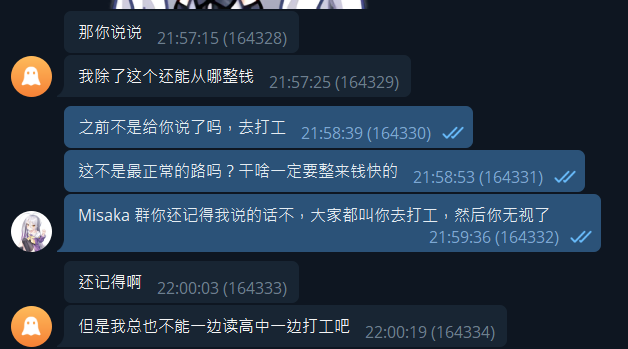 那你说说
21:57:15 (164328)
我除了这个还能从哪整钱
21:57:25 (164329)
之前不是给你说了吗，去打工
21:58:39 (164330)
这不是最正常的路吗？干啥一定要整来钱快的
21:58:53 (164331)
Misaka 群你还记得我说的话不，大家都叫你去打工，然后你无视了
21:59:36 (164332)
还记得啊
22:00:03 (164333)
但是我总也不能一边读高中一边打工吧
22:00:19 (164334)